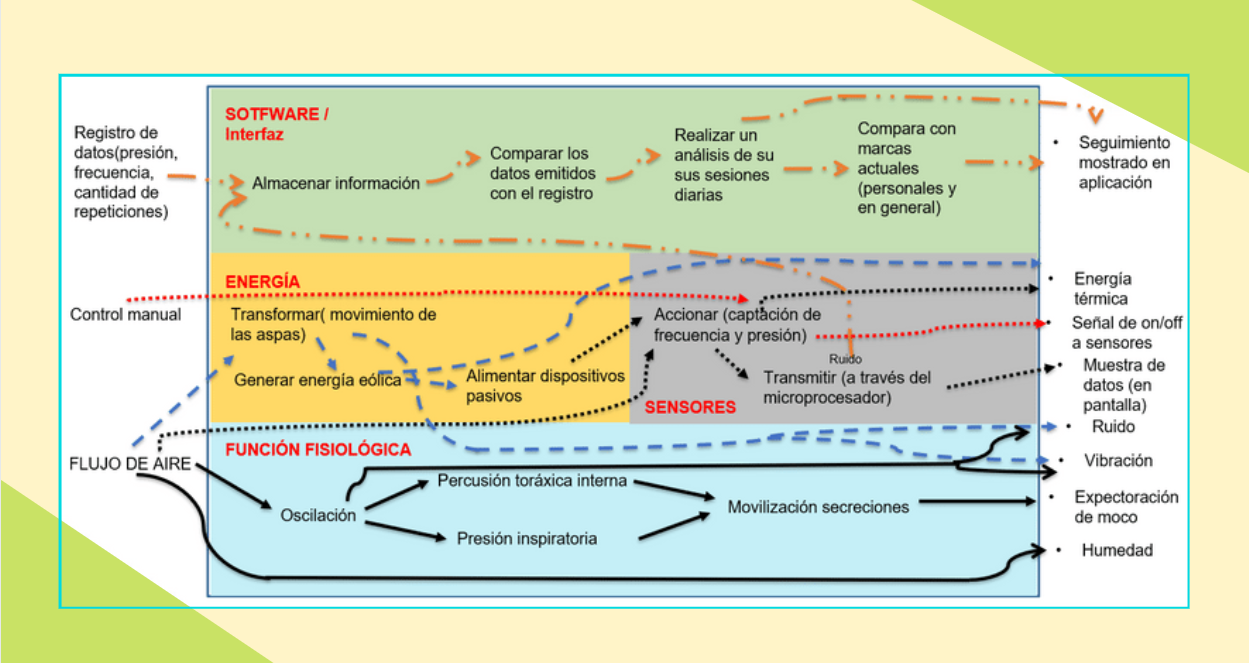 SOTFWARE /
Interfaz
Registro de
datos(presión,
frecuencia,
cantidad de
repeticiones)
Almacenar información
Comparar los
datos emitidos
con el registro
Realizar un
análisis de su
sus sesiones
diarias
Compara con
marcas
actuales
(personales y
en general)
• Seguimiento
mostrado en
aplicación
ENERGÍA
Control manual
Transformar( movimiento de
las aspas)
Generar energía eólica
Alimentar dispositivos
pasivos
Accionar (captación de
frecuencia y presión)
Ruido
Transmitir (a través del
microprocesador)
SENSORES
• Energía
térmica
• Señal de on/off
a sensores
• Muestra de
datos (en
pantalla)
• Ruido
FUNCIÓN FISIOLÓGICA
FLUJO DE AIRE
Oscilación
Percusión toráxica interna
Presión inspiratoria
Movilización secreciones
• Vibración
• Expectoración
de moco
• Humedad